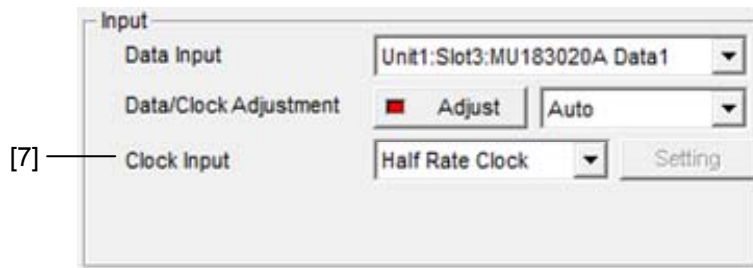 Input
Data Input Unit1:Slot3:MU183020A Data1
Data/Clock Adjustment Adjust Auto
[7] Clock Input Half Rate Clock Setting